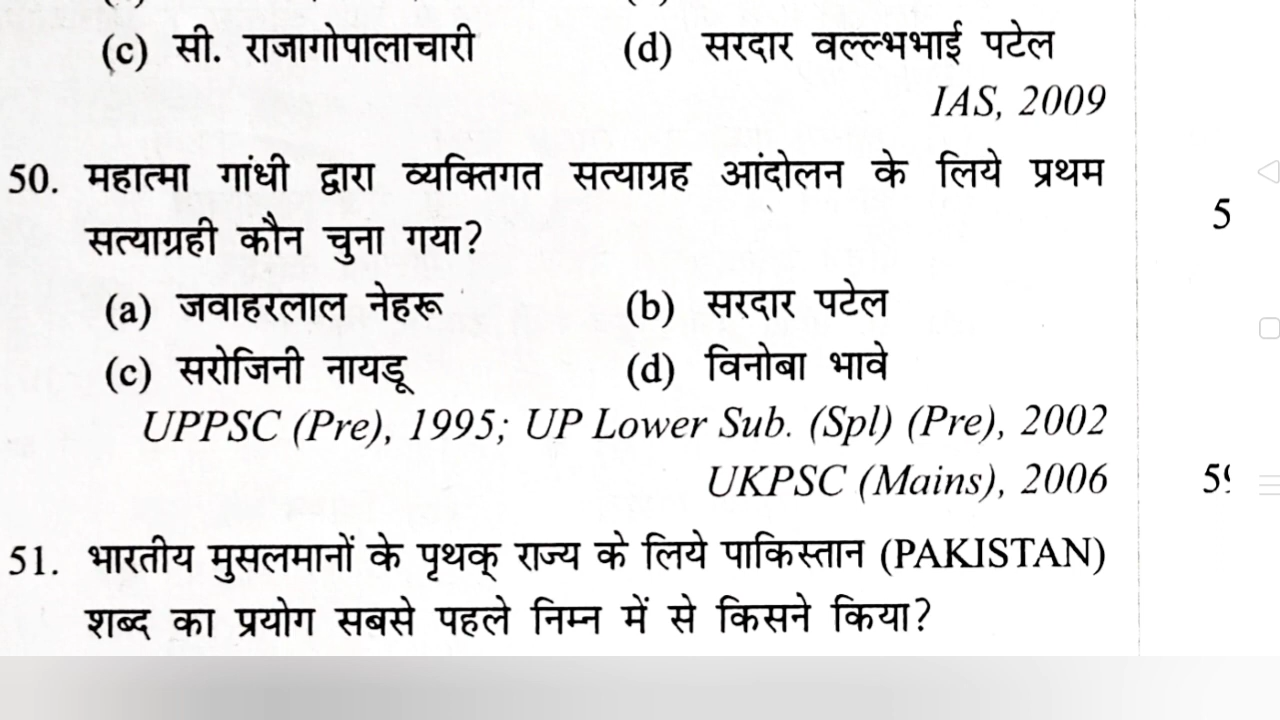 (c) सी. राजागोपालाचारी (d) सरदार वल्ल्भभाई पटेल
IAS, 2009
50. महात्मा गांधी द्वारा व्यक्तिगत सत्याग्रह आंदोलन के लिये प्रथम
सत्याग्रही कौन चुना गया?
(a) जवाहरलाल नेहरू (b) सरदार पटेल
(c) सरोजिनी नायडू (d) विनोबा भावे
UPPSC (Pre), 1995; UP Lower Sub. (Spl) (Pre), 2002
UKPSC (Mains), 2006
51. भारतीय मुसलमानों के पृथक् राज्य के लिये पाकिस्तान (PAKISTAN)
शब्द का प्रयोग सबसे पहले निम्न में से किसने किया?
5